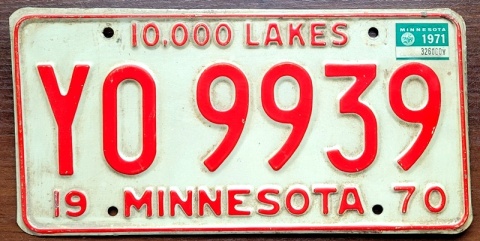 10,000 LAKES
MINNESOTA
1971
YO 9939
19 MINNESOTA 70